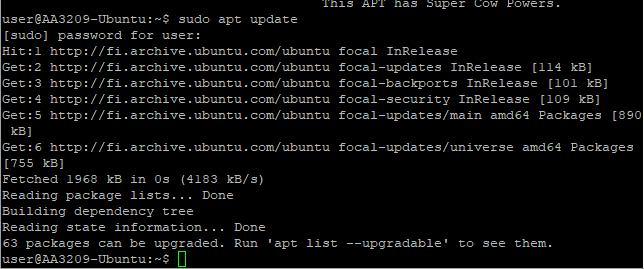 This APT has Super Cow Powers.
user@AA3209-Ubuntu:~$ sudo apt update
[sudo] password for user:
Hit:1 http://fi.archive.ubuntu.com/ubuntu focal InRelease
Get:2 http://fi.archive.ubuntu.com/ubuntu focal-updates InRelease [114 kB]
Get:3 http://fi.archive.ubuntu.com/ubuntu focal-backports InRelease [101 kB]
Get:4 http://fi.archive.ubuntu.com/ubuntu focal-security InRelease [109 kB]
Get:5 http://fi.archive.ubuntu.com/ubuntu focal-updates/main amd64 Packages [890
 kB]
Get:6 http://fi.archive.ubuntu.com/ubuntu focal-updates/universe amd64 Packages
[755 kB]
Fetched 1968 kB in 0s (4183 kB/s)
Reading package lists... Done
Building dependency tree
Reading state information... Done
63 packages can be upgraded. Run 'apt list --upgradable' to see them.
user@AA3209-Ubuntu:~$